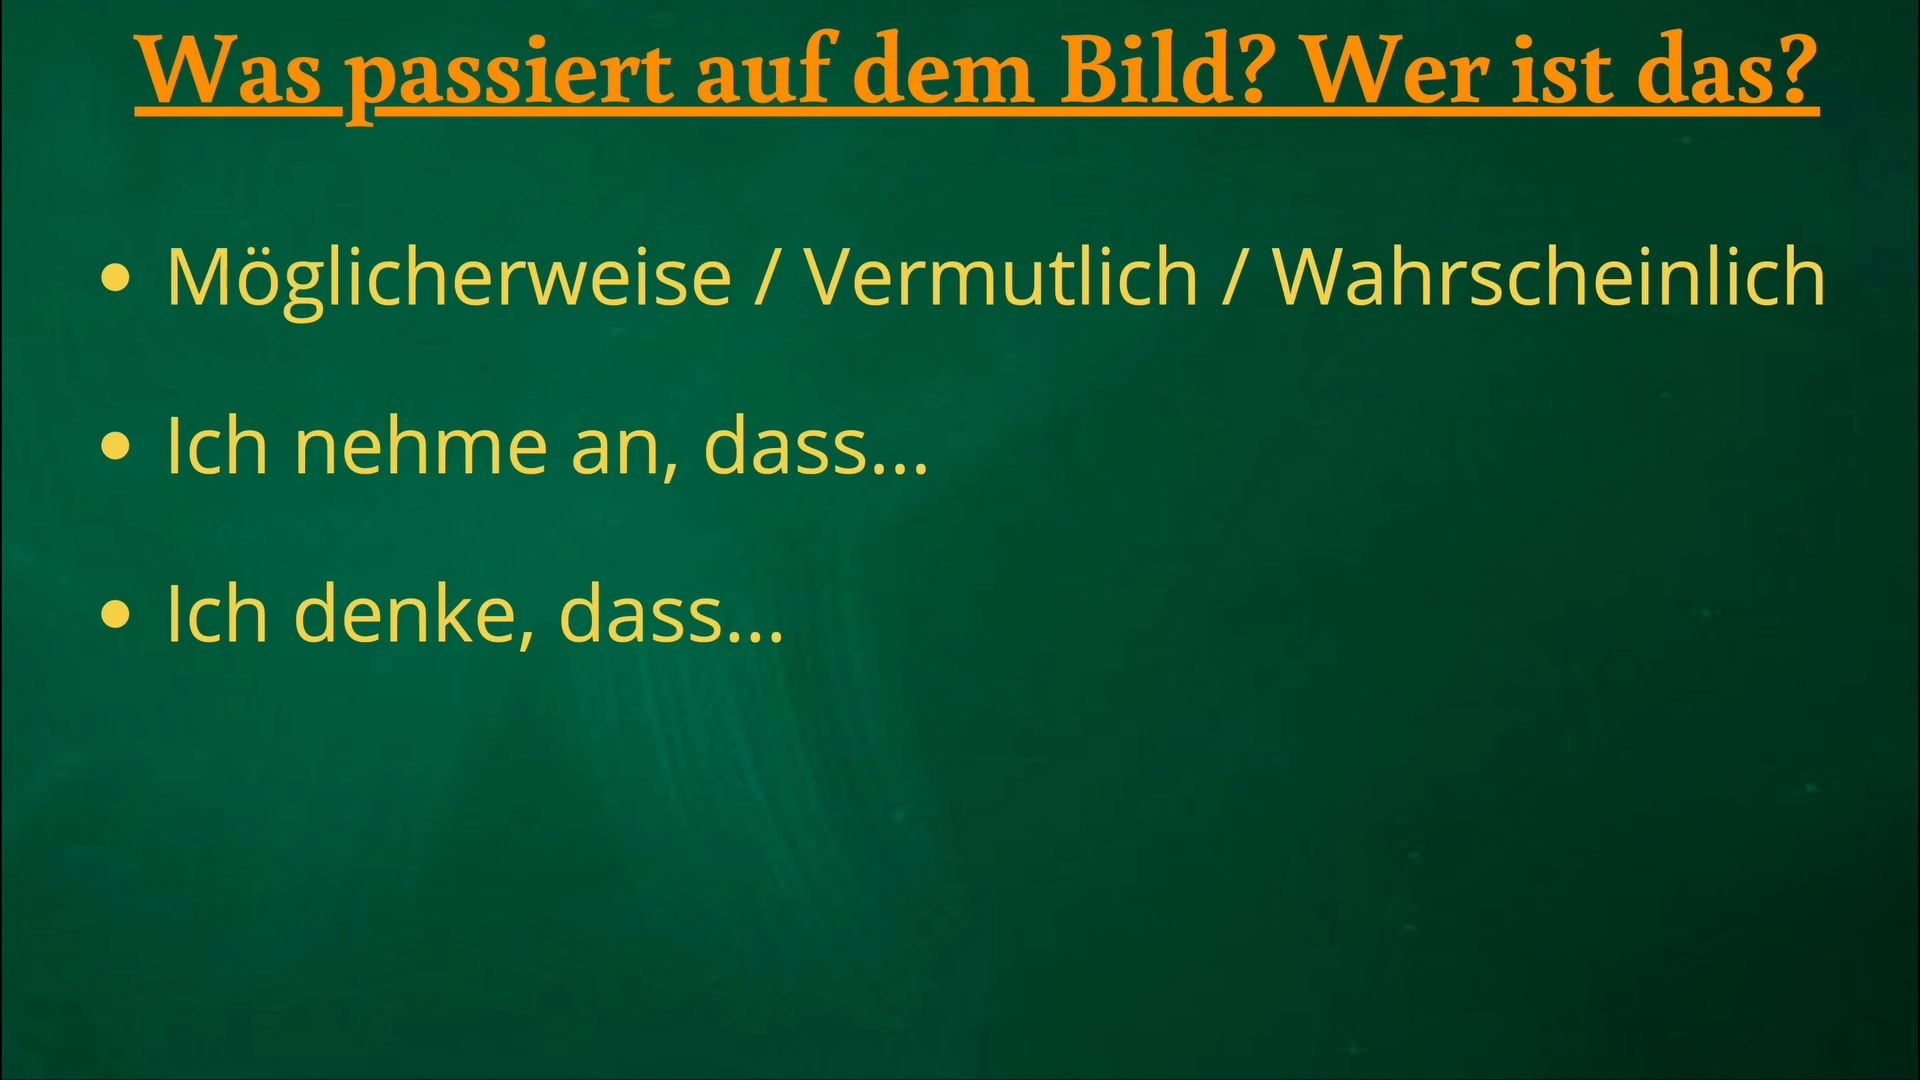 Was passiert auf dem Bild? Wer ist das?
• Möglicherweise / Vermutlich / Wahrscheinlich
• Ich nehme an, dass...
• Ich denke, dass...